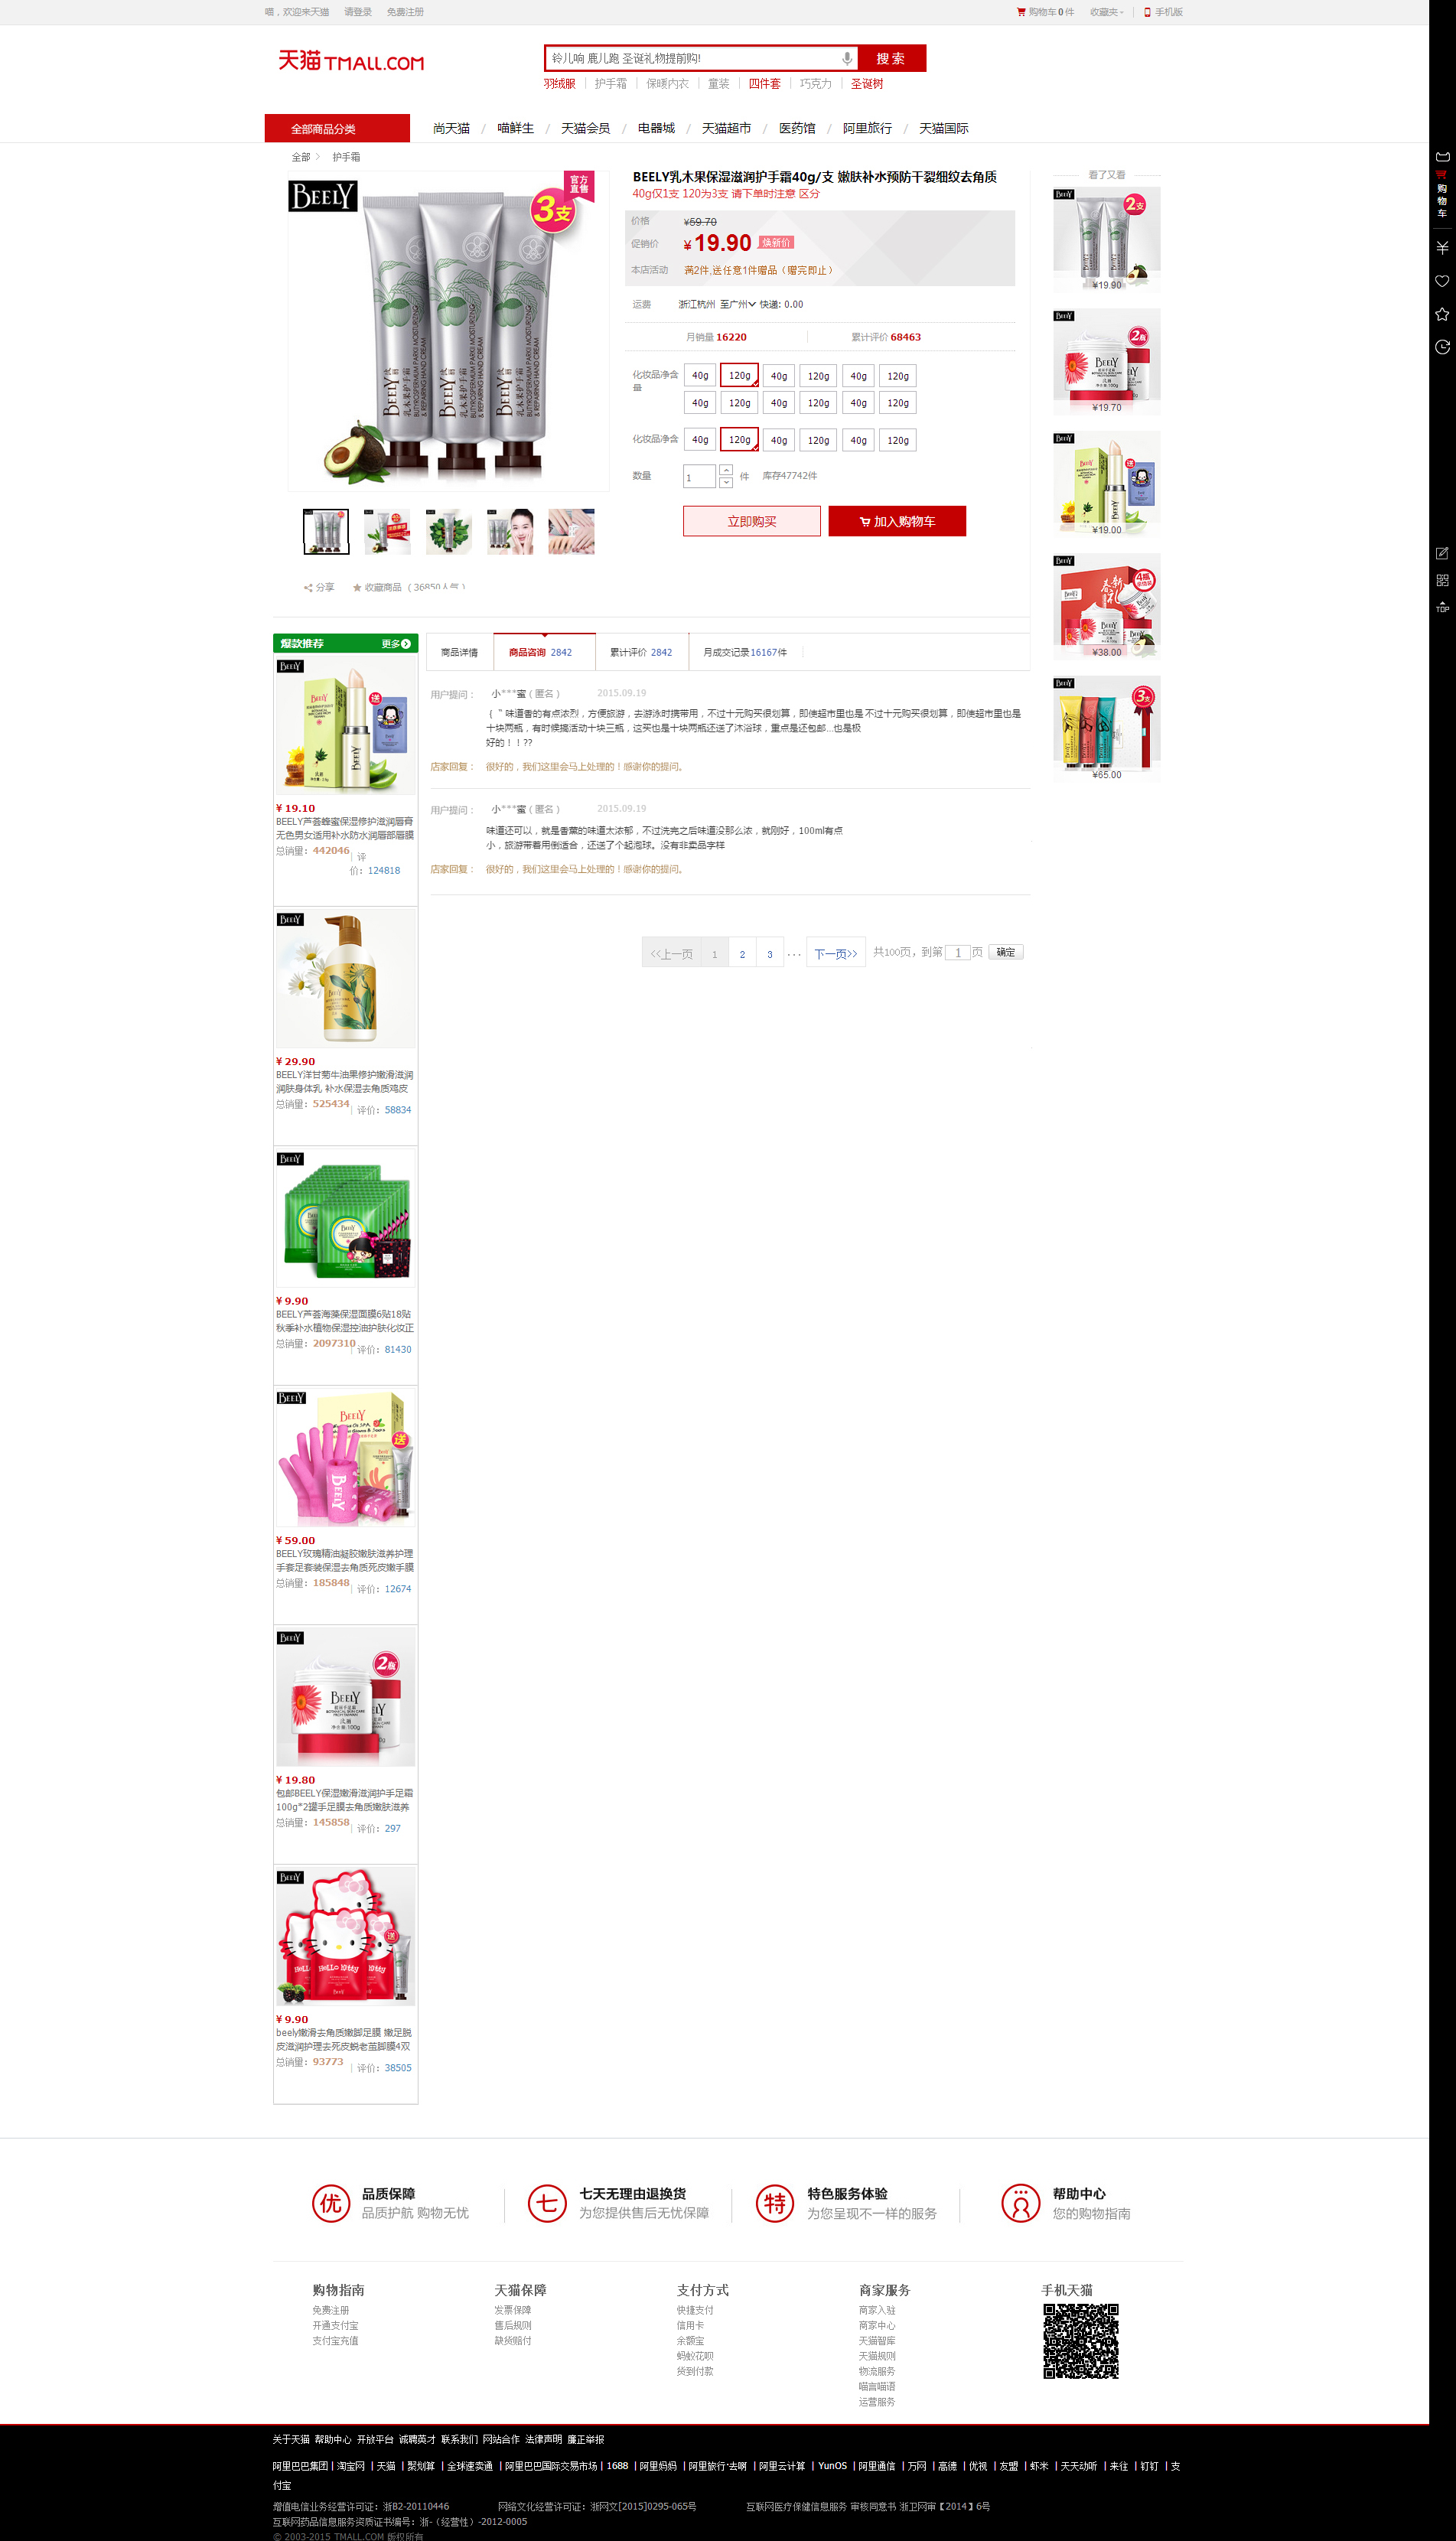 喵，欢迎来天猫 请登录 免费注册 购物车0件 收藏夹 手机版
天猫 TMALL.COM
铃儿响 鹿儿跑 圣诞礼物提前购! 搜索
羽绒服 护手霜 保暖内衣 童装 四件套 巧克力 圣诞树
全部商品分类 尚天猫 / 喵鲜生 / 天猫会员 / 电器城 / 天猫超市 / 医药馆 / 阿里旅行 / 天猫国际
全部 > 护手霜
BEELY
官方直售
3支
BEELY乳木果保湿滋润护手霜40g/支 嫩肤补水预防干裂细纹去角质
40g仅1支 120为3支 请下单时注意 区分
价格 ¥59.70
促销价 ¥19.90 焕新价
本店活动 满2件,送任意1件赠品（赠完即止）
运费 浙江杭州 至广州 快递: 0.00
月销量 16220 累计评价 68463
化妆品净含量 40g 120g 40g 120g 40g 120g
40g 120g 40g 120g 40g 120g
化妆品净含 40g 120g 40g 120g 40g 120g
数量 1 件 库存47742件
立即购买 加入购物车
分享 收藏商品（36850人气）
看了又看
2支
¥19.90
2瓶
¥19.70
送
¥19.00
4瓶
¥38.00
3支
¥65.00
购物车
TOP
爆款推荐 更多
¥ 19.10
BEELY芦荟蜂蜜保湿修护滋润唇膏
无色男女适用补水防水润唇部唇膜
总销量：442046 | 评价：124818
¥ 29.90
BEELY洋甘菊牛油果修护嫩滑滋润
润肤身体乳 补水保湿去角质鸡皮
总销量：525434 | 评价：58834
¥ 9.90
BEELY芦荟海藻保湿面膜6贴18贴
秋季补水植物保湿控油护肤化妆正
总销量：2097310 | 评价：81430
¥ 59.00
BEELY玫瑰精油凝胶嫩肤滋养护理
手套足套装保湿去角质死皮嫩手膜
总销量：185848 | 评价：12674
¥ 19.80
包邮BEELY保湿嫩滑滋润护手足霜
100g*2罐手足膜去角质嫩肤滋养
总销量：145858 | 评价：297
¥ 9.90
beely嫩滑去角质嫩脚足膜 嫩足脱
皮滋润护理去死皮蜕老茧脚膜4双
总销量：93773 | 评价：38505
商品详情 商品咨询 2842 累计评价 2842 月成交记录16167件
用户提问： 小***蜜（匿名） 2015.09.19
{ " 味道香的有点浓烈，方便旅游，去游泳时携带用，不过十元购买很划算，即使超市里也是 不过十元购买很划算，即使超市里也是
十块两瓶，有时候搞活动十块三瓶，这买也是十块两瓶还送了沐浴球，重点是还包邮...也是极
好的！！??
店家回复： 很好的，我们这里会马上处理的！感谢你的提问。
用户提问： 小***蜜（匿名） 2015.09.19
味道还可以，就是香薰的味道太浓郁，不过洗完之后味道没那么浓，就刚好，100ml有点
小，旅游带着用倒适合，还送了个起泡球。没有非卖品字样
店家回复： 很好的，我们这里会马上处理的！感谢你的提问。
<<上一页 1 2 3 ... 下一页>> 共100页，到第 1 页 确定
优 品质保障 品质护航 购物无忧
七 七天无理由退换货 为您提供售后无忧保障
特 特色服务体验 为您呈现不一样的服务
帮助中心 您的购物指南
购物指南
免费注册
开通支付宝
支付宝充值
天猫保障
发票保障
售后规则
缺货赔付
支付方式
快捷支付
信用卡
余额宝
蚂蚁花呗
货到付款
商家服务
商家入驻
商家中心
天猫智库
天猫规则
物流服务
喵言喵语
运营服务
手机天猫
关于天猫 帮助中心 开放平台 诚聘英才 联系我们 网站合作 法律声明 廉正举报
阿里巴巴集团 | 淘宝网 | 天猫 | 聚划算 | 全球速卖通 | 阿里巴巴国际交易市场 | 1688 | 阿里妈妈 | 阿里旅行·去啊 | 阿里云计算 | YunOS | 阿里通信 | 万网 | 高德 | 优视 | 友盟 | 虾米 | 天天动听 | 来往 | 钉钉 | 支
付宝
增值电信业务经营许可证：浙B2-20110446 网络文化经营许可证：浙网文[2015]0295-065号 互联网医疗保健信息服务 审核同意书 浙卫网审【2014】6号
互联网药品信息服务资质证书编号：浙-（经营性）-2012-0005
© 2003-2015 TMALL.COM 版权所有